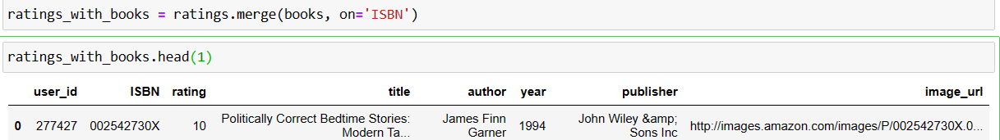 ratings_with_books = ratings.merge(books, on='ISBN')
ratings_with_books.head(1)
user_id ISBN rating title author year publisher image_url
0 277427 002542730X 10 Politically Correct Bedtime Stories: Modern Ta... James Finn Garner 1994 John Wiley &amp; Sons Inc http://images.amazon.com/images/P/002542730X.0...